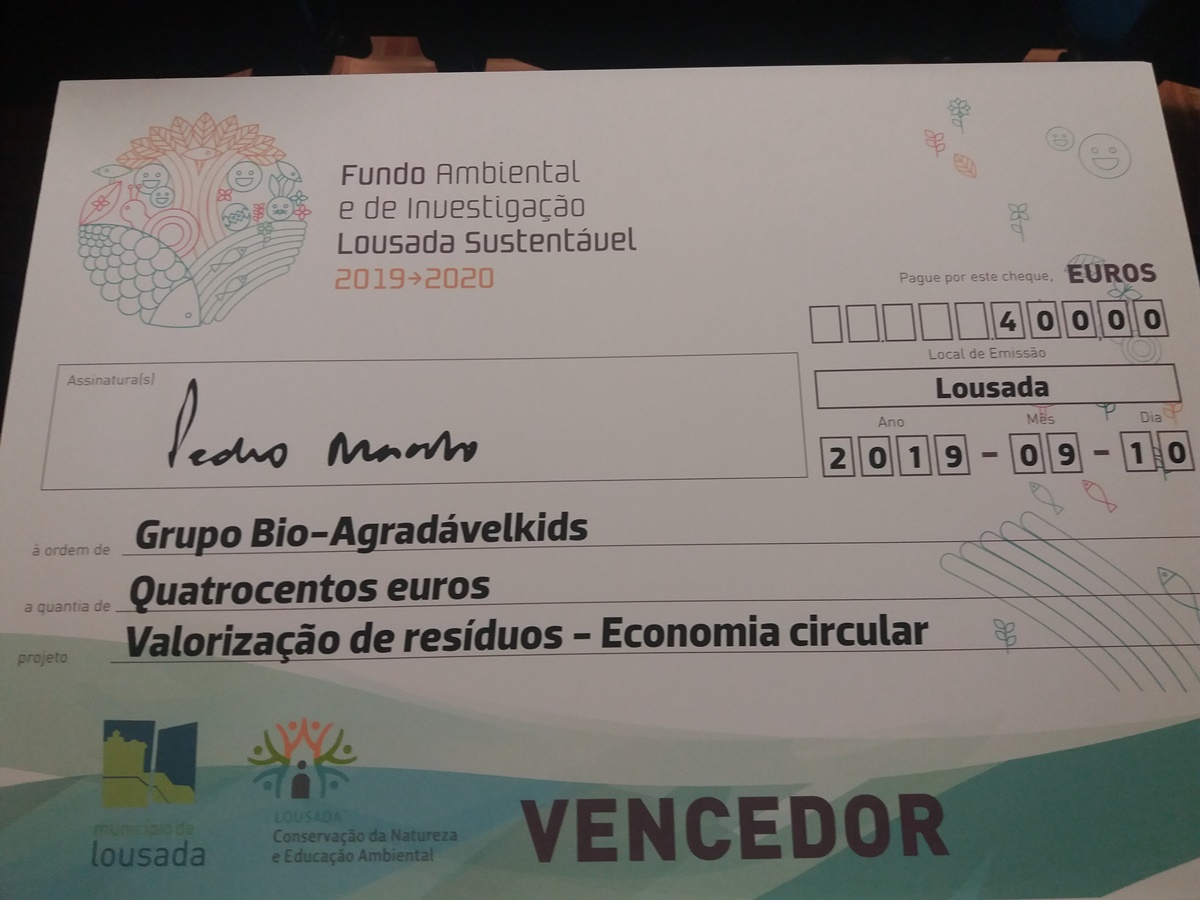 Fundo Ambiental
e de Investigação
Lousada Sustentável
2019→2020
Pague por este cheque, EUROS
40000
Local de Emissão
Lousada
Ano Mês Dia
2019-09-10
Assinatura(s)
Pedro
à ordem de Grupo Bio-Agradávelkids
a quantia de Quatrocentos euros
projeto Valorização de resíduos - Economia circular
município de
lousada
LOUSADA
Conservação da Natureza
e Educação Ambiental
VENCEDOR